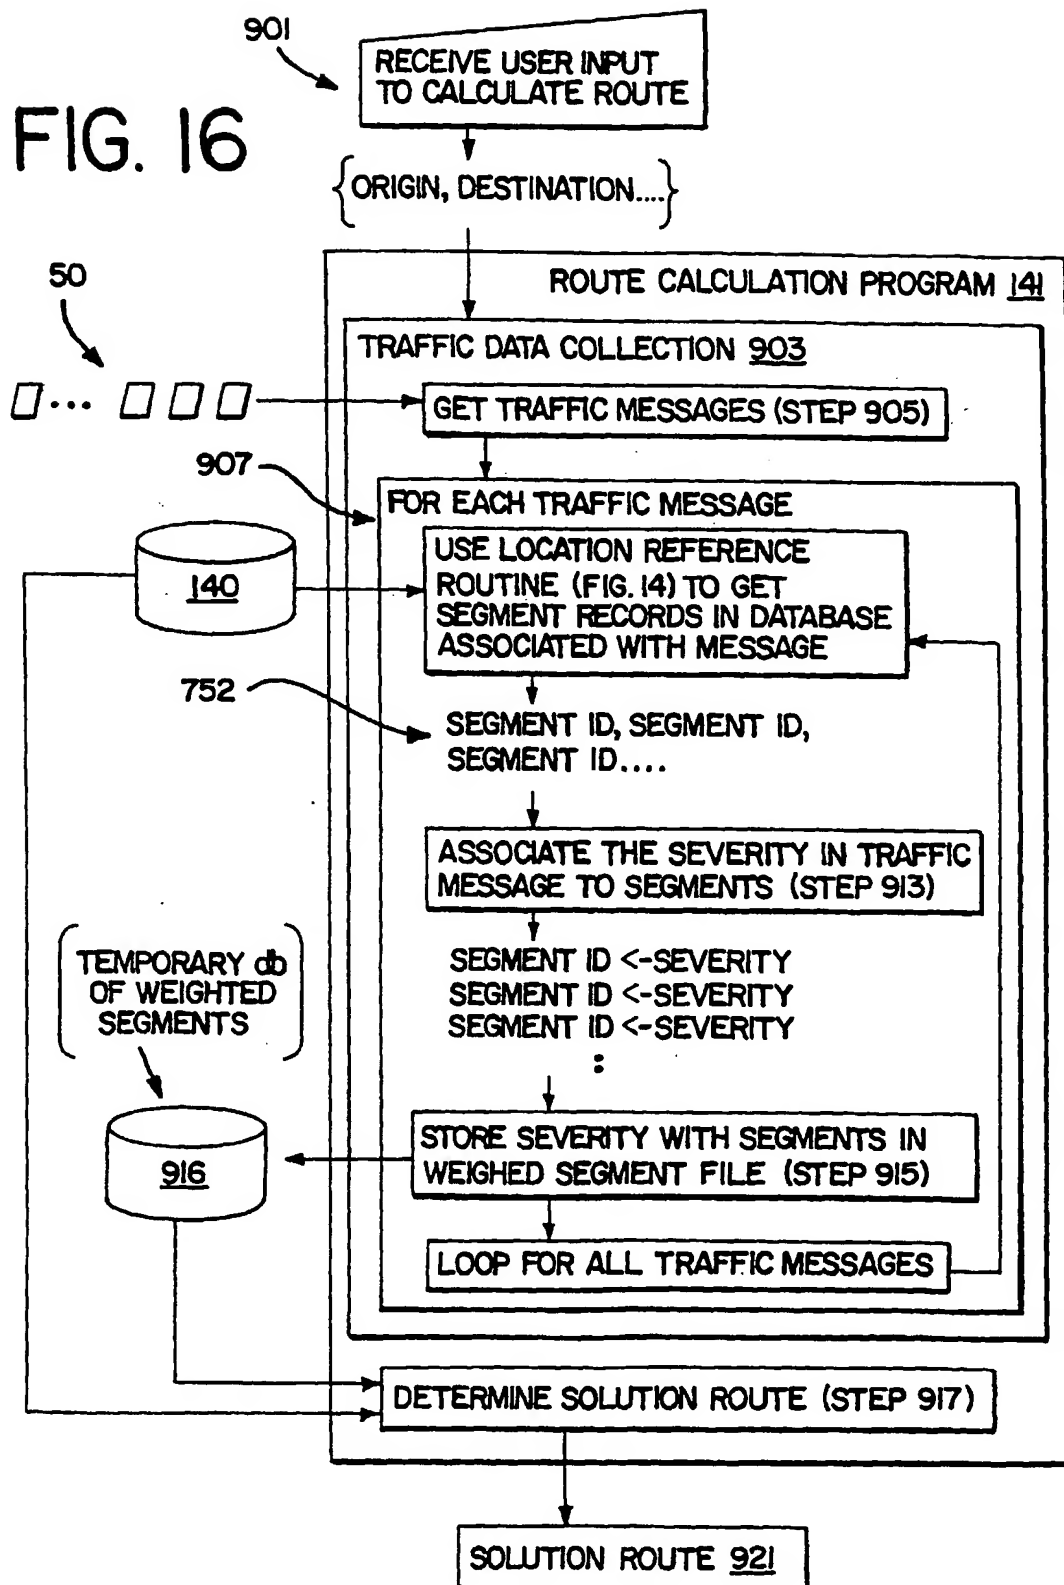 901
RECEIVE USER INPUT
TO CALCULATE ROUTE
FIG. 16
{ORIGIN, DESTINATION....}
50
ROUTE CALCULATION PROGRAM 141
TRAFFIC DATA COLLECTION 903
...
GET TRAFFIC MESSAGES (STEP 905)
907
FOR EACH TRAFFIC MESSAGE
140
USE LOCATION REFERENCE
ROUTINE (FIG. 14) TO GET
SEGMENT RECORDS IN DATABASE
ASSOCIATED WITH MESSAGE
752
SEGMENT ID, SEGMENT ID,
SEGMENT ID....
ASSOCIATE THE SEVERITY IN TRAFFIC
MESSAGE TO SEGMENTS (STEP 913)
(TEMPORARY db
OF WEIGHTED
SEGMENTS)
SEGMENT ID <-SEVERITY
SEGMENT ID <-SEVERITY
SEGMENT ID <-SEVERITY
:
916
STORE SEVERITY WITH SEGMENTS IN
WEIGHED SEGMENT FILE (STEP 915)
LOOP FOR ALL TRAFFIC MESSAGES
DETERMINE SOLUTION ROUTE (STEP 917)
SOLUTION ROUTE 921